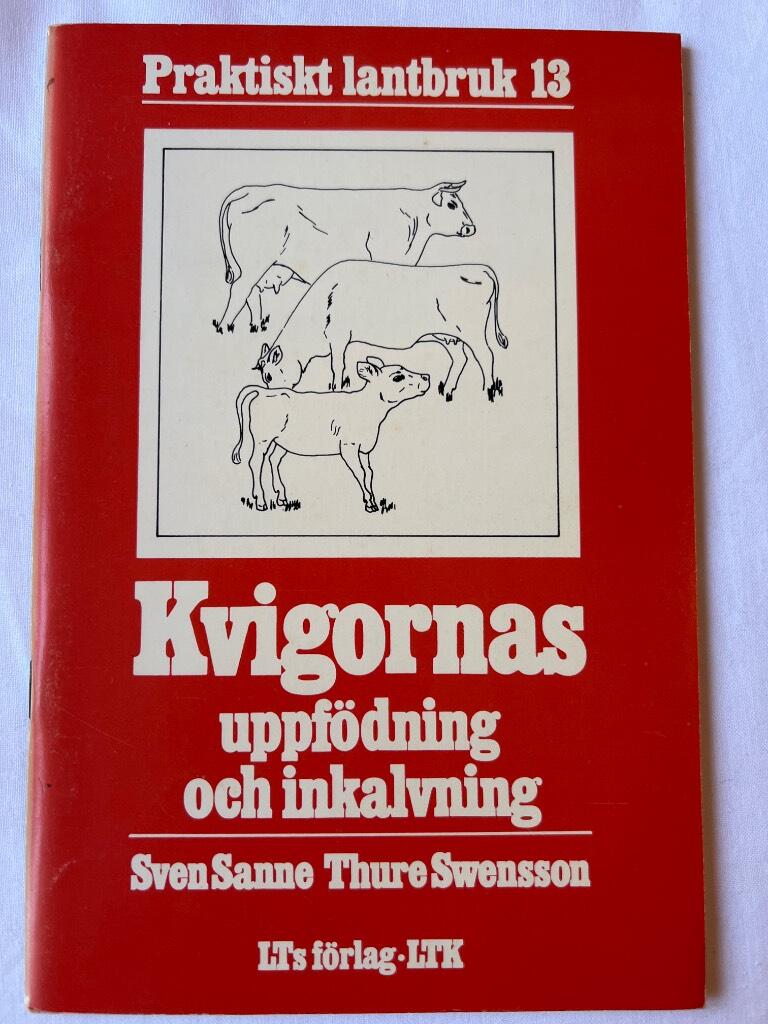 Praktiskt lantbruk 13
Kvigornas
uppfödning
och inkalvning
Sven Sanne Thure Swensson
LTs förlag·LTK